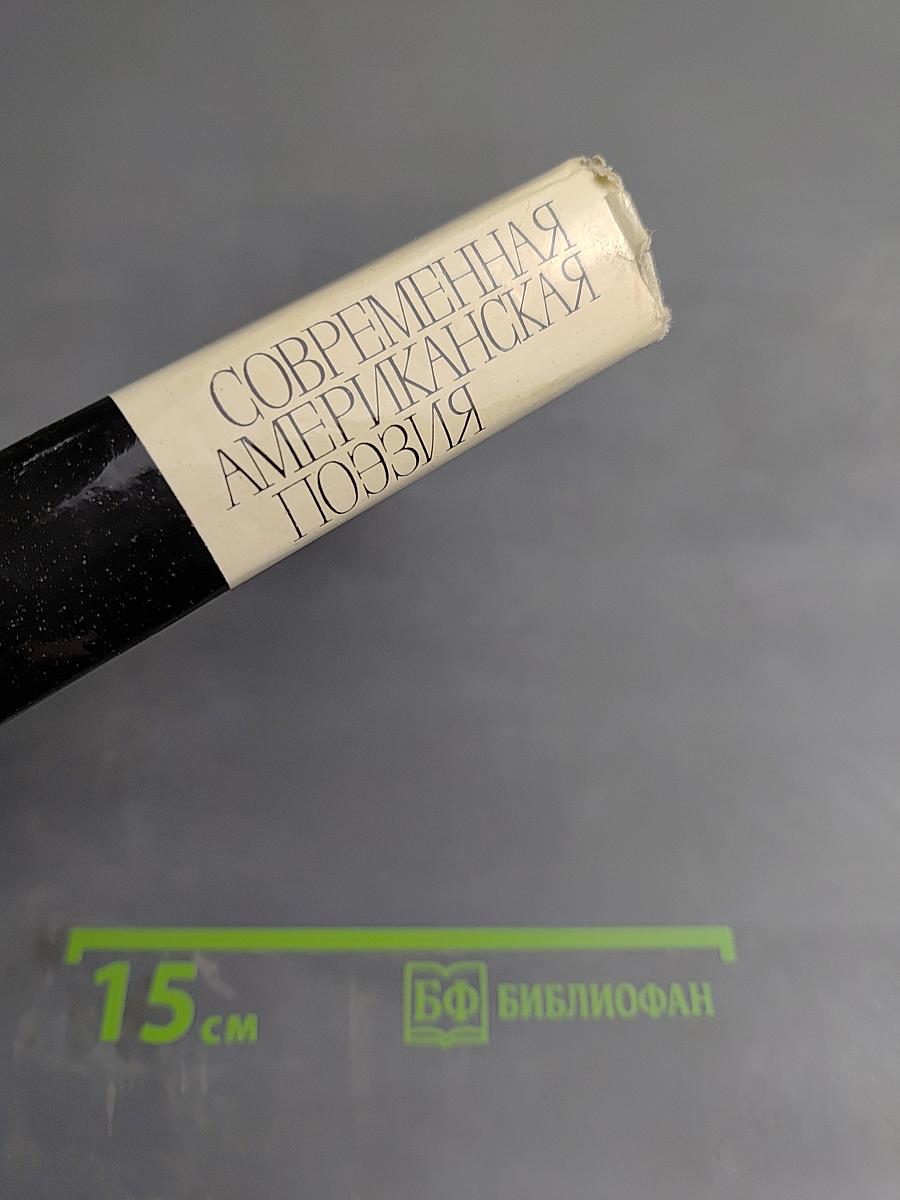 СОВРЕМЕННАЯ
АМЕРИКАНСКАЯ
ПОЭЗИЯ
15 см
БФ БИБЛИОФАН